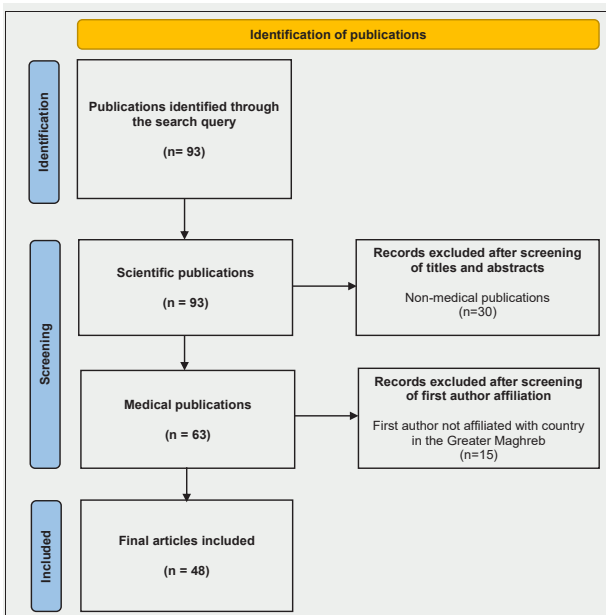 Identification of publications
Identification
Publications identified through
the search query
(n= 93)
Screening
Scientific publications
(n = 93)
Records excluded after screening
of titles and abstracts
Non-medical publications
(n=30)
Medical publications
(n = 63)
Records excluded after screening
of first author affiliation
First author not affiliated with country
in the Greater Maghreb
(n=15)
Included
Final articles included
(n = 48)